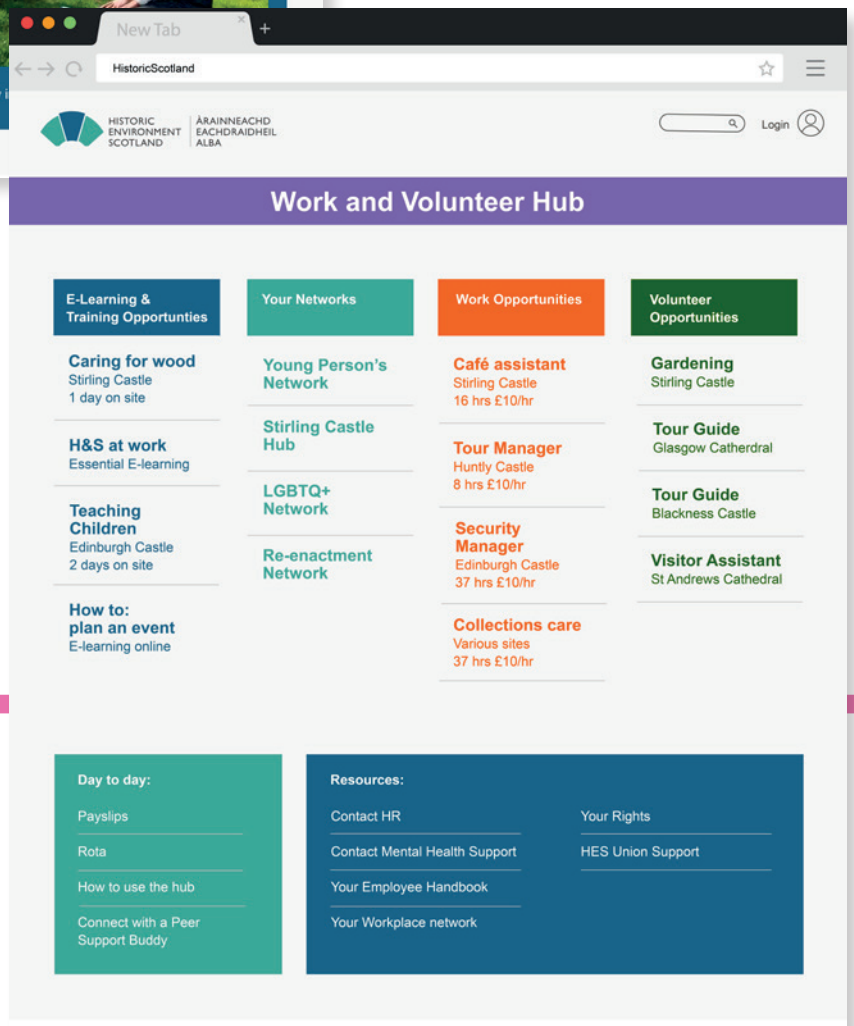 New Tab
HistoricScotland
HISTORIC
ENVIRONMENT
SCOTLAND
ÀRAINNEACHD
EACHDRAIDHEIL
ALBA
Login
Work and Volunteer Hub
E-Learning &
Training Opportunties
Caring for wood
Stirling Castle
1 day on site
H&S at work
Essential E-learning
Teaching
Children
Edinburgh Castle
2 days on site
How to:
plan an event
E-learning online
Your Networks
Young Person's
Network
Stirling Castle
Hub
LGBTQ+
Network
Re-enactment
Network
Work Opportunities
Café assistant
Stirling Castle
16 hrs £10/hr
Tour Manager
Huntly Castle
8 hrs £10/hr
Security
Manager
Edinburgh Castle
37 hrs £10/hr
Collections care
Various sites
37 hrs £10/hr
Volunteer
Opportunities
Gardening
Stirling Castle
Tour Guide
Glasgow Catherdral
Tour Guide
Blackness Castle
Visitor Assistant
St Andrews Cathedral
Day to day:
Payslips
Rota
How to use the hub
Connect with a Peer
Support Buddy
Resources:
Contact HR
Contact Mental Health Support
Your Employee Handbook
Your Workplace network
Your Rights
HES Union Support